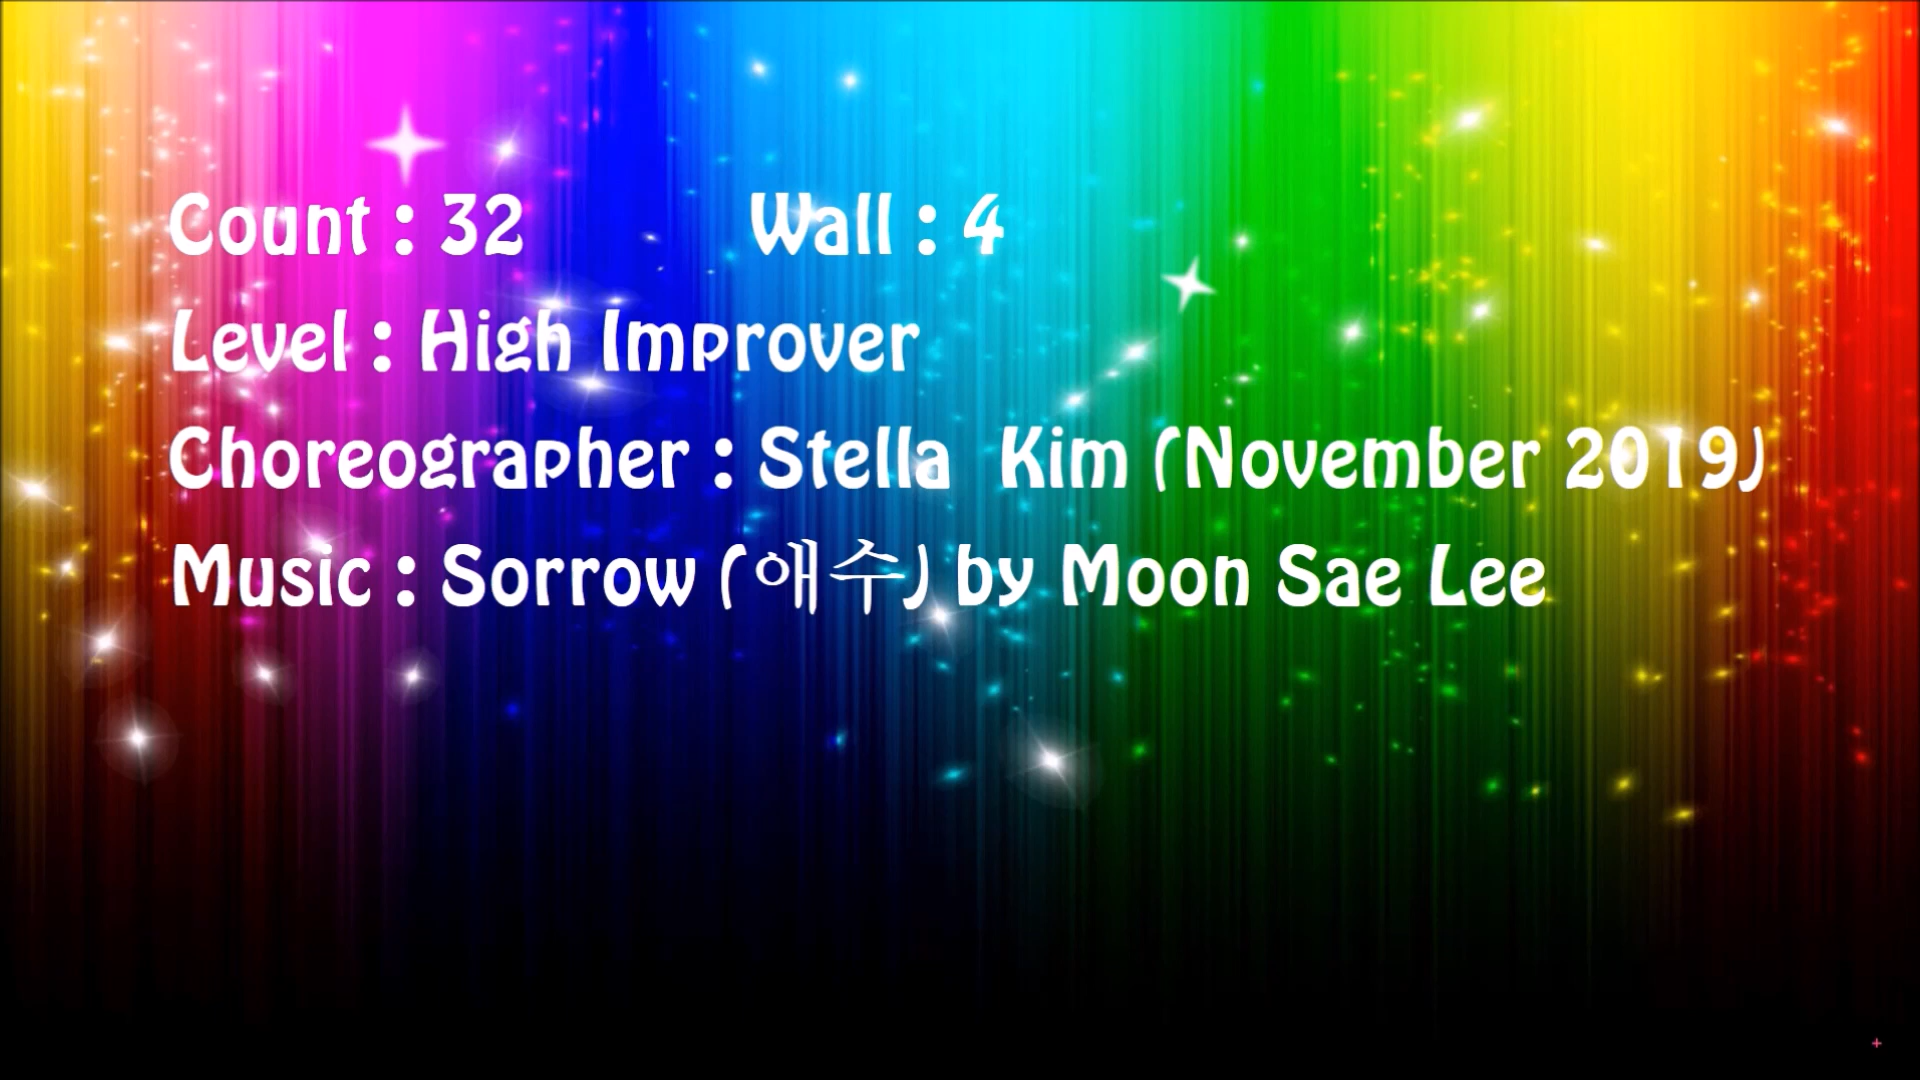 Count : 32 Wall : 4
Level : High Improver
Choreographer : Stella Kim (November 2019)
Music : Sorrow (애수) by Moon Sae Lee